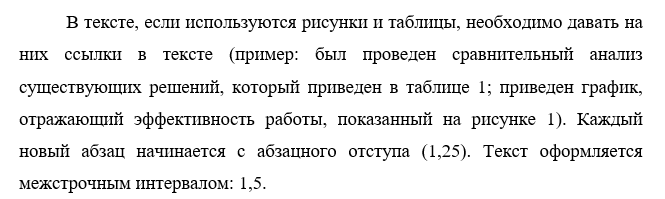 В тексте, если используются рисунки и таблицы, необходимо давать на
них ссылки в тексте (пример: был проведен сравнительный анализ
существующих решений, который приведен в таблице 1; приведен график,
отражающий эффективность работы, показанный на рисунке 1). Каждый
новый абзац начинается с абзацного отступа (1,25). Текст оформляется
межстрочным интервалом: 1,5.